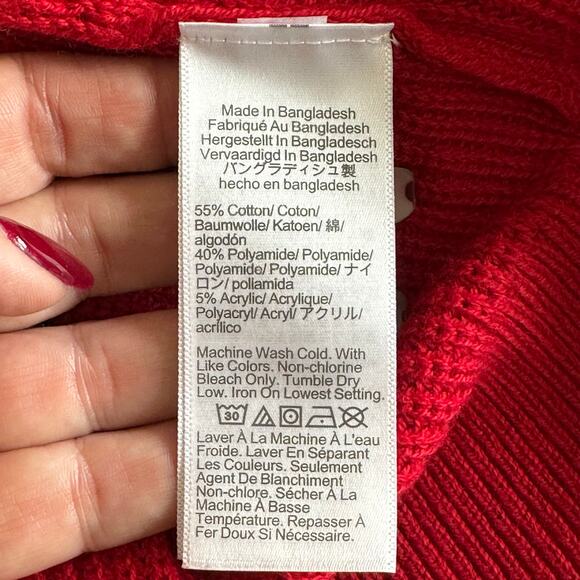 Made In Bangladesh
Fabriqué Au Bangladesh
Hergestellt In Bangladesch
Vervaardigd In Bangladesh
バングラディシュ製
hecho en bangladesh
55% Cotton/ Coton/
Baumwolle/ Katoen/ 綿/
algodón
40% Polyamide/ Polyamide/
Polyamide/ Polyamide/ ナイ
ロン/ poliamida
5% Acrylic/ Acrylique/
Polyacryl/ Acryl/ アクリル/
acrílico
Machine Wash Cold. With
Like Colors. Non-chlorine
Bleach Only. Tumble Dry
Low. Iron On Lowest Setting.
30
Laver À La Machine À L'eau
Froide. Laver En Séparant
Les Couleurs. Seulement
Agent De Blanchiment
Non-chlore. Sécher À La
Machine À Basse
Température. Repasser À
Fer Doux Si Nécessaire.